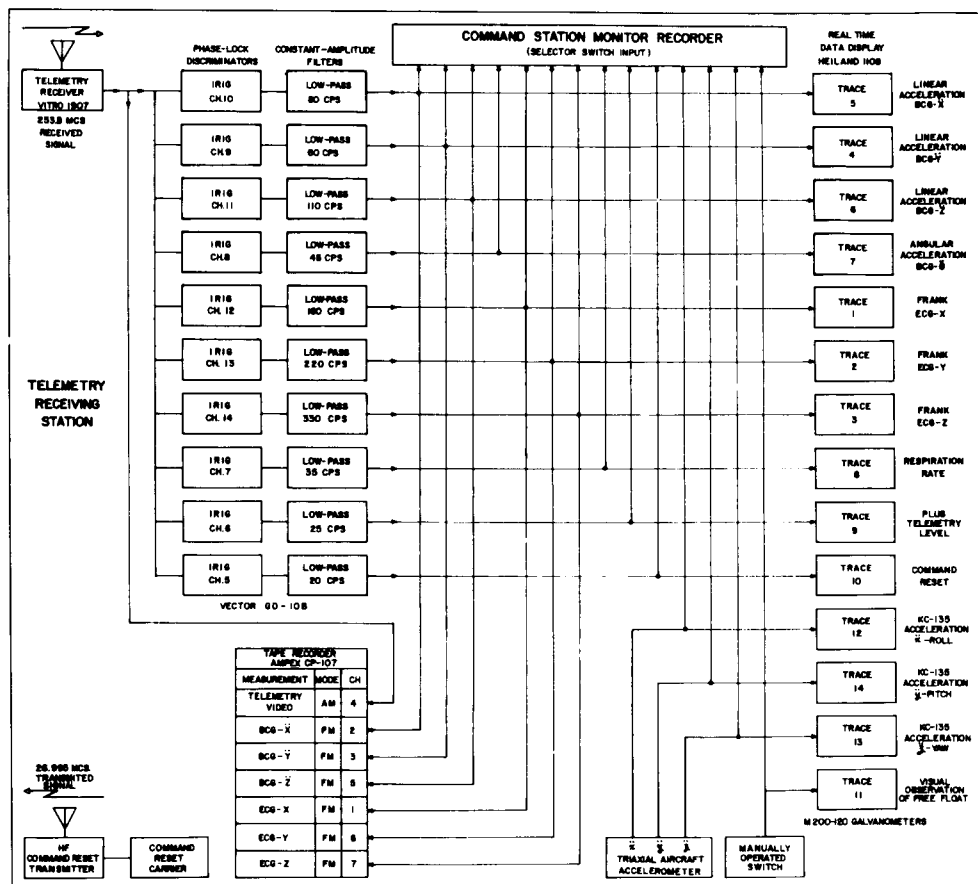 COMMAND STATION MONITOR RECORDER
(SELECTOR SWITCH INPUT)
PHASE-LOCK
DISCRIMINATORS
CONSTANT-AMPLITUDE
FILTERS
REAL TIME
DATA DISPLAY
HEILAND 1108
TELEMETRY
RECEIVER
VITRO 1907
253.8 MCS
RECEIVED
SIGNAL
IRIG
CH.10
LOW-PASS
80 CPS
TRACE
5
LINEAR
ACCELERATION
BCG-Ẍ
IRIG
CH.9
LOW-PASS
60 CPS
TRACE
4
LINEAR
ACCELERATION
BCG-Ÿ
IRIG
CH.11
LOW-PASS
110 CPS
TRACE
6
LINEAR
ACCELERATION
BCG-Z̈
IRIG
CH.8
LOW-PASS
45 CPS
TRACE
7
ANGULAR
ACCELERATION
IRIG
CH. 12
LOW-PASS
160 CPS
TRACE
1
FRANK
ECG-X
IRIG
CH. 13
LOW-PASS
220 CPS
TRACE
2
FRANK
ECG-Y
TELEMETRY
RECEIVING
STATION
IRIG
CH.14
LOW-PASS
330 CPS
TRACE
3
FRANK
ECG-Z
IRIG
CH.7
LOW-PASS
35 CPS
TRACE
8
RESPIRATION
RATE
IRIG
CH.6
LOW-PASS
25 CPS
TRACE
9
PLUS
TELEMETRY
LEVEL
IRIG
CH.5
LOW-PASS
20 CPS
TRACE
10
COMMAND
RESET
VECTOR GD-10B
TRACE
12
KC-135
ACCELERATION
ẍ-ROLL
TAPE RECORDER
AMPEX CP-107
MEASUREMENT MODE CH
TELEMETRY
VIDEO AM 4
BCG-Ẍ FM 2
BCG-Ÿ FM 3
BCG-Z̈ FM 5
ECG-X FM 1
ECG-Y FM 6
ECG-Z FM 7
TRACE
14
KC-135
ACCELERATION
-PITCH
TRACE
13
KC-135
ACCELERATION
-YAW
TRACE
11
VISUAL
OBSERVATION
OF FREE FLOAT
M 200-120 GALVANOMETERS
26.995 MCS
TRANSMITTED
SIGNAL
HF
COMMAND RESET
TRANSMITTER
COMMAND
RESET
CARRIER
TRIAXIAL AIRCRAFT
ACCELEROMETER
MANUALLY
OPERATED
SWITCH